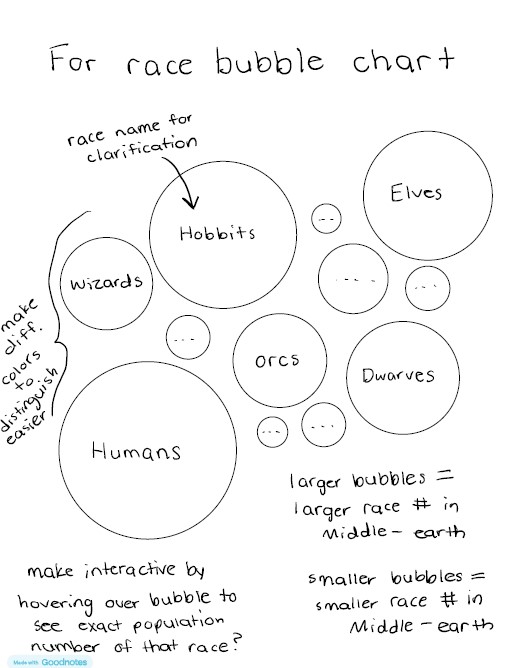 For race bubble chart
race name for
clarification
Elves
Hobbits
--
Wizards
- - - -
- - -
make
diff.
colors
to
distinguish
easier
- - -
orcs
Dwarves
Humans
---
---
larger bubbles =
larger race # in
Middle-earth
make interactive by
hovering over bubble to
see exact population
number of that race?
smaller bubbles =
smaller race # in
Middle-earth
Made with Goodnotes